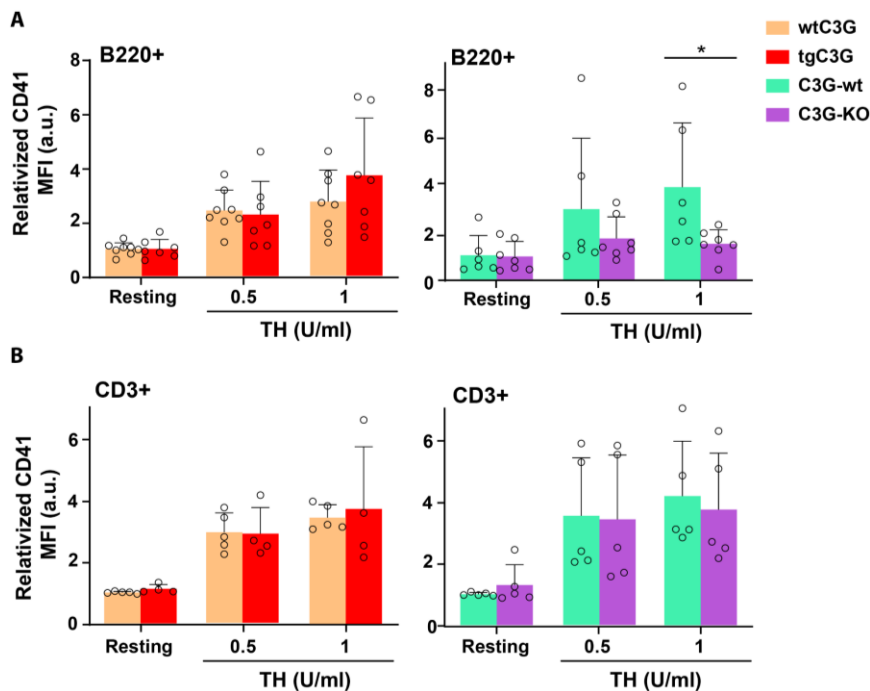 A
B220+
Relativized CD41
MFI (a.u.)
8
6
4
2
0
Resting
0.5
1
TH (U/ml)
B220+
*
8
6
4
2
0
Resting
0.5
1
TH (U/ml)
wtC3G
tgC3G
C3G-wt
C3G-KO
B
CD3+
Relativized CD41
MFI (a.u.)
6
4
2
0
Resting
0.5
1
TH (U/ml)
CD3+
6
4
2
0
Resting
0.5
1
TH (U/ml)